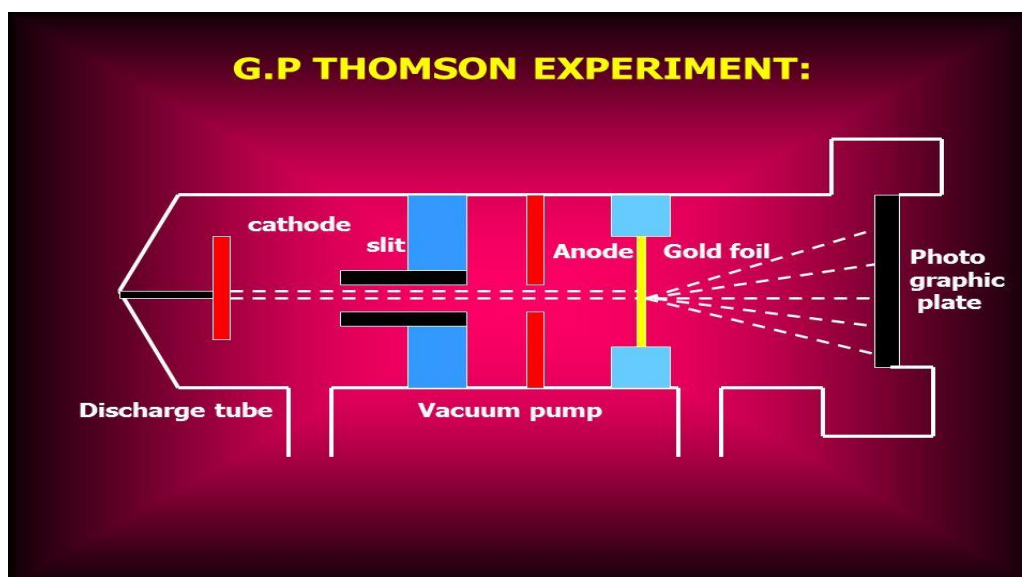 G.P THOMSON EXPERIMENT:
cathode
slit
Anode
Gold foil
Photo
graphic
plate
Discharge tube
Vacuum pump